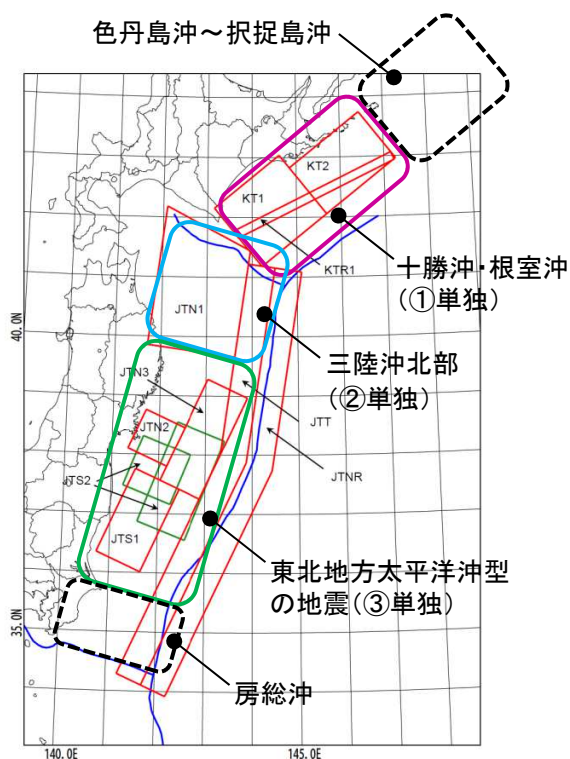 色丹島沖～択捉島沖
KT2
KT1
十勝沖・根室沖
(①単独)
KTR1
JTN1
40.0N
三陸沖北部
(②単独)
JTN3
JTT
JTN2
JTNR
JTS2
JTS1
東北地方太平洋沖型
の地震(③単独)
35.0N
房総沖
140.0E
145.0E